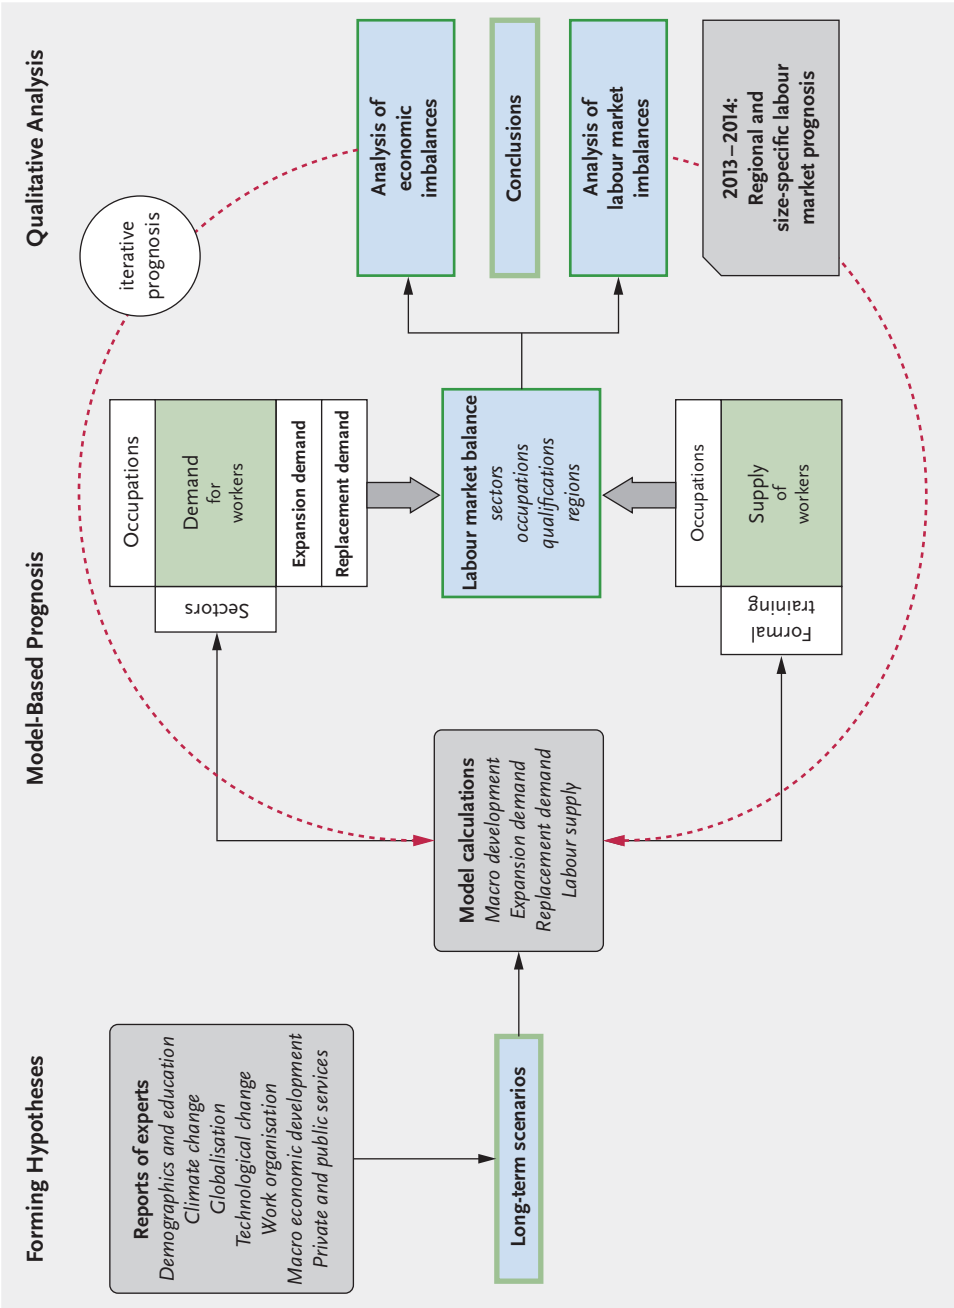 Forming Hypotheses
Model-Based Prognosis
Qualitative Analysis
Reports of experts
Demographics and education
Climate change
Globalisation
Technological change
Work organisation
Macro economic development
Private and public services
Long-term scenarios
Model calculations
Macro development
Expansion demand
Replacement demand
Labour supply
Occupations
Sectors
Demand
for
workers
Expansion demand
Replacement demand
Labour market balance
sectors
occupations
qualifications
regions
Occupations
Formal
training
Supply
of
workers
iterative
prognosis
Analysis of
economic
imbalances
Conclusions
Analysis of
labour market
imbalances
2013–2014:
Regional and
size-specific labour
market prognosis